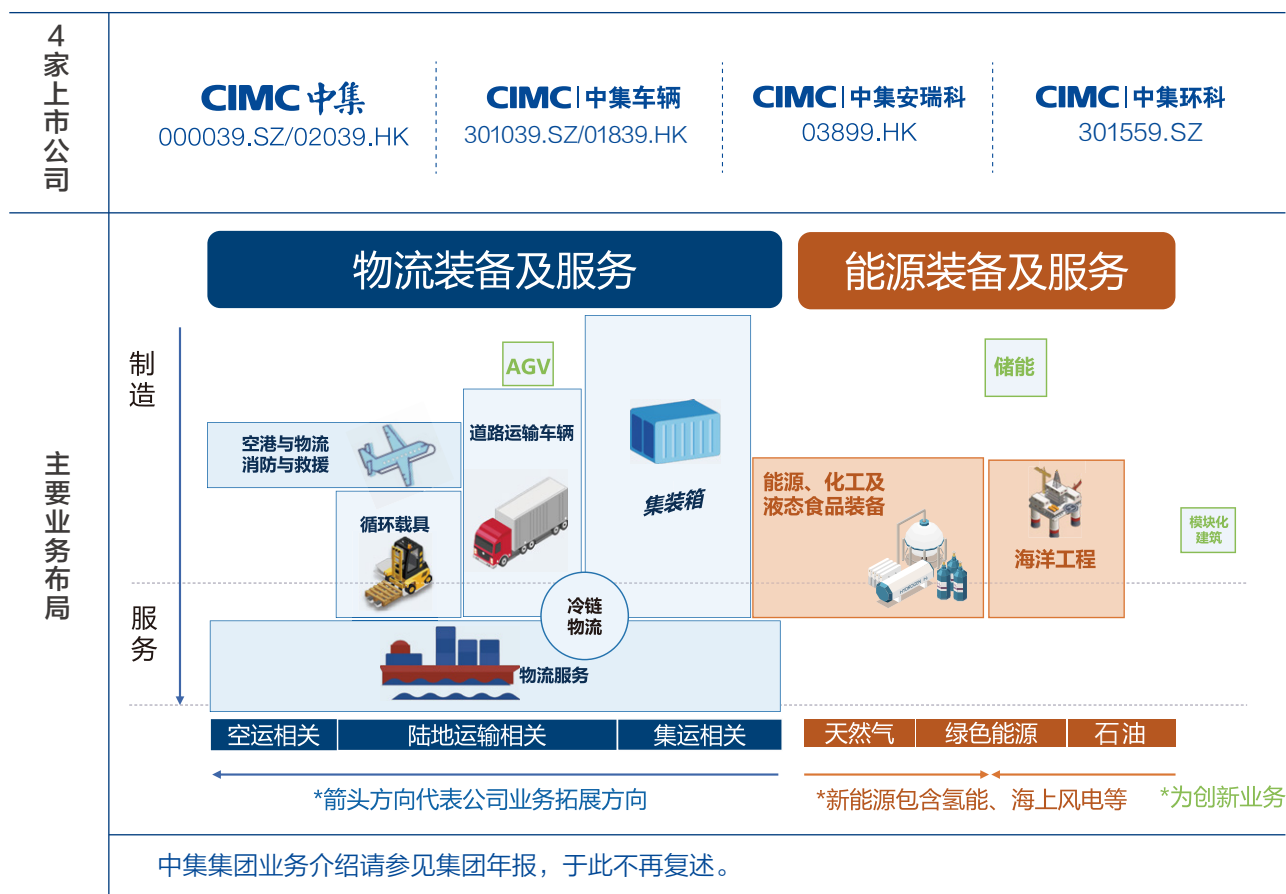 4家上市公司
CIMC 中集
000039.SZ/02039.HK
CIMC|中集车辆
301039.SZ/01839.HK
CIMC|中集安瑞科
03899.HK
CIMC|中集环科
301559.SZ
主要业务布局
物流装备及服务
能源装备及服务
制造
服务
AGV
储能
空港与物流
消防与救援
道路运输车辆
循环载具
集装箱
能源、化工及
液态食品装备
海洋工程
模块化
建筑
HYDROGEN
冷链
物流
物流服务
空运相关
陆地运输相关
集运相关
天然气
绿色能源
石油
*箭头方向代表公司业务拓展方向
*新能源包含氢能、海上风电等
*为创新业务
中集集团业务介绍请参见集团年报，于此不再复述。